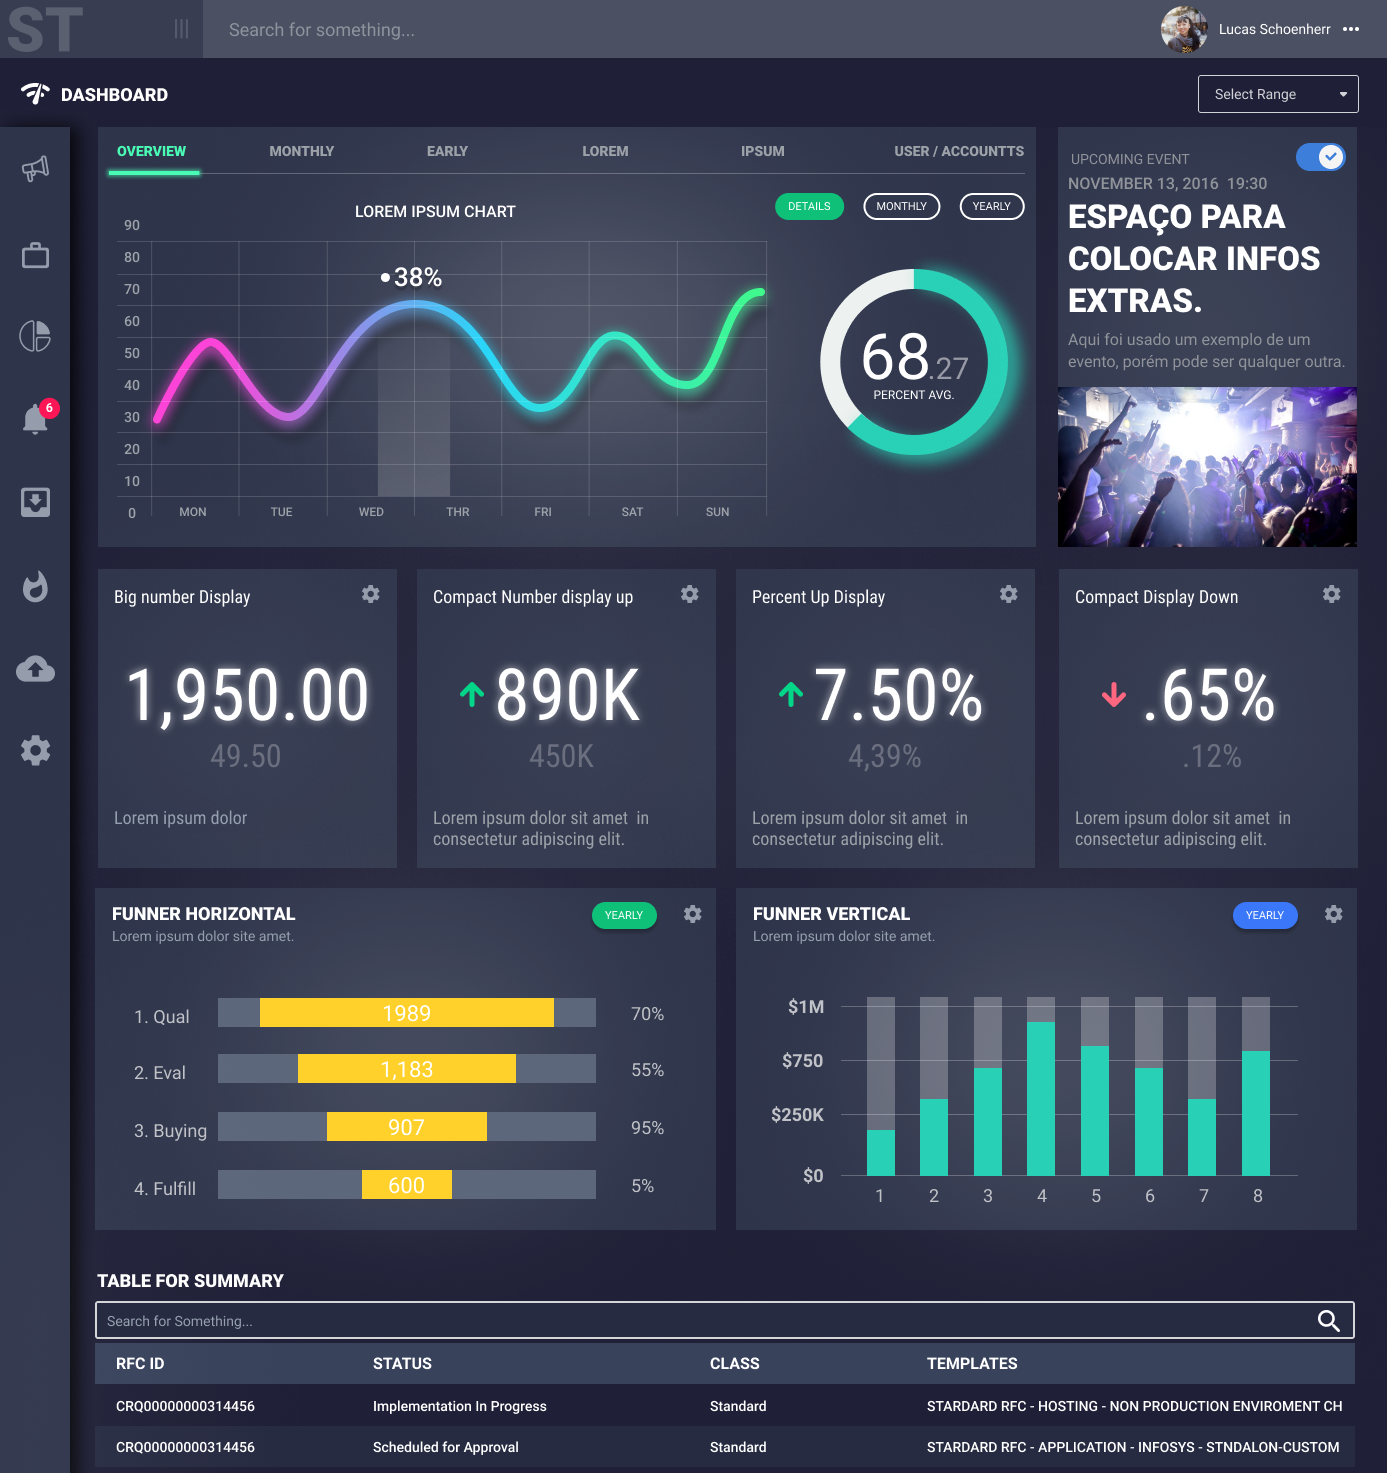 ST
Search for something...
Lucas Schoenherr
DASHBOARD
Select Range
OVERVIEW MONTHLY EARLY LOREM IPSUM USER / ACCOUNTTS
DETAILS MONTHLY YEARLY
LOREM IPSUM CHART
90
80
70
60
50
40
30
20
10
0
38%
MON TUE WED THR FRI SAT SUN
68.27
PERCENT AVG.
UPCOMING EVENT
NOVEMBER 13, 2016 19:30
ESPAÇO PARA
COLOCAR INFOS
EXTRAS.
Aqui foi usado um exemplo de um
evento, porém pode ser qualquer outra.
6
Big number Display
1,950.00
49.50
Lorem ipsum dolor
Compact Number display up
890K
450K
Lorem ipsum dolor sit amet in
consectetur adipiscing elit.
Percent Up Display
7.50%
4,39%
Lorem ipsum dolor sit amet in
consectetur adipiscing elit.
Compact Display Down
.65%
.12%
Lorem ipsum dolor sit amet in
consectetur adipiscing elit.
FUNNER HORIZONTAL
YEARLY
Lorem ipsum dolor site amet.
1. Qual 1989 70%
2. Eval 1,183 55%
3. Buying 907 95%
4. Fulfill 600 5%
FUNNER VERTICAL
YEARLY
Lorem ipsum dolor site amet.
$1M
$750
$250K
$0
1 2 3 4 5 6 7 8
TABLE FOR SUMMARY
Search for Something...
RFC ID STATUS CLASS TEMPLATES
CRQ00000000314456 Implementation In Progress Standard STARDARD RFC - HOSTING - NON PRODUCTION ENVIROMENT CH
CRQ00000000314456 Scheduled for Approval Standard STARDARD RFC - APPLICATION - INFOSYS - STNDALON-CUSTOM